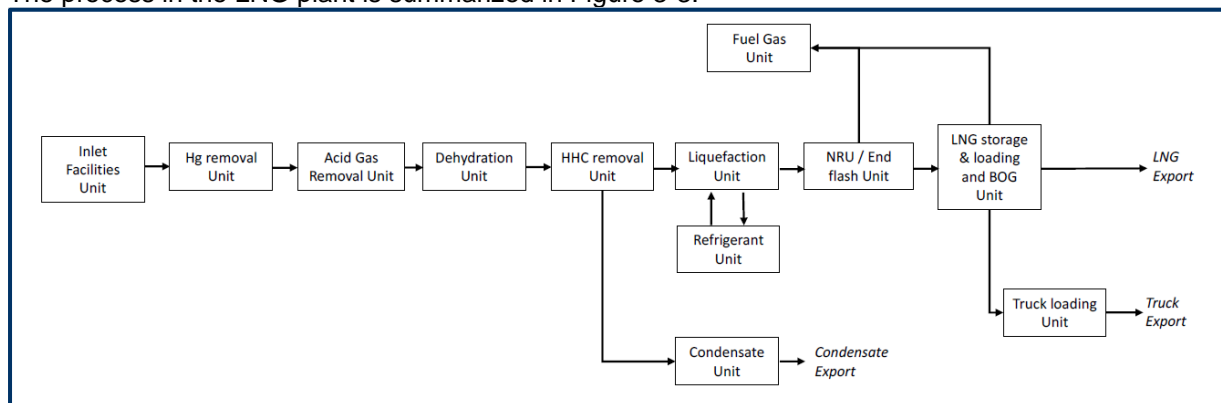 The process in the LNG plant is summarized in Figure 3-3.
Fuel Gas
Unit
Inlet
Facilities
Unit
Hg removal
Unit
Acid Gas
Removal Unit
Dehydration
Unit
HHC removal
Unit
Liquefaction
Unit
NRU / End
flash Unit
LNG storage
& loading
and BOG
Unit
LNG
Export
Refrigerant
Unit
Truck loading
Unit
Truck
Export
Condensate
Unit
Condensate
Export